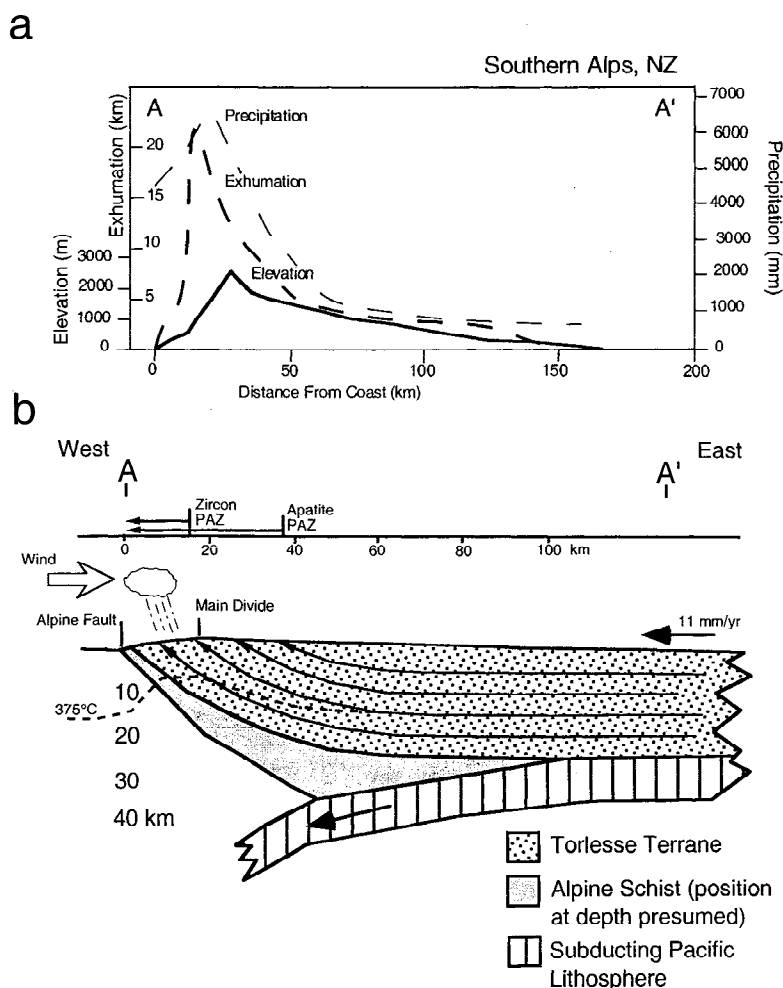 a
Southern Alps, NZ
A
A'
Precipitation
Exhumation
Elevation
Exhumation (km)
20
15
10
5
Elevation (m)
3000
2000
1000
0
7000
6000
5000
4000
3000
2000
1000
0
Precipitation (mm)
0
50
100
150
200
Distance From Coast (km)
b
West
East
A
A'
Zircon
PAZ
Apatite
PAZ
0
20
40
60
80
100
km
Wind
Alpine Fault
Main Divide
11 mm/yr
10
375°C
20
30
40 km
Torlesse Terrane
Alpine Schist (position
at depth presumed)
Subducting Pacific
Lithosphere